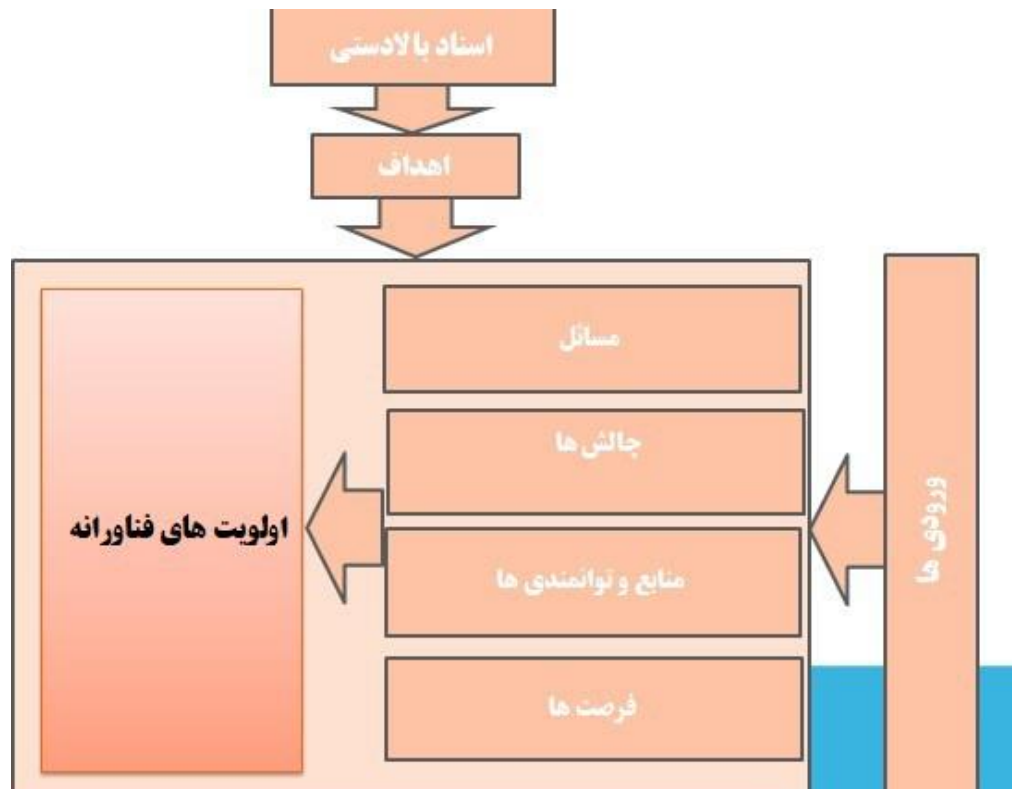 اسناد بالادستی
اهداف
ورودی ها
مسائل
چالش ها
منابع و توانمندی ها
فرصت ها
اولویت های فناورانه